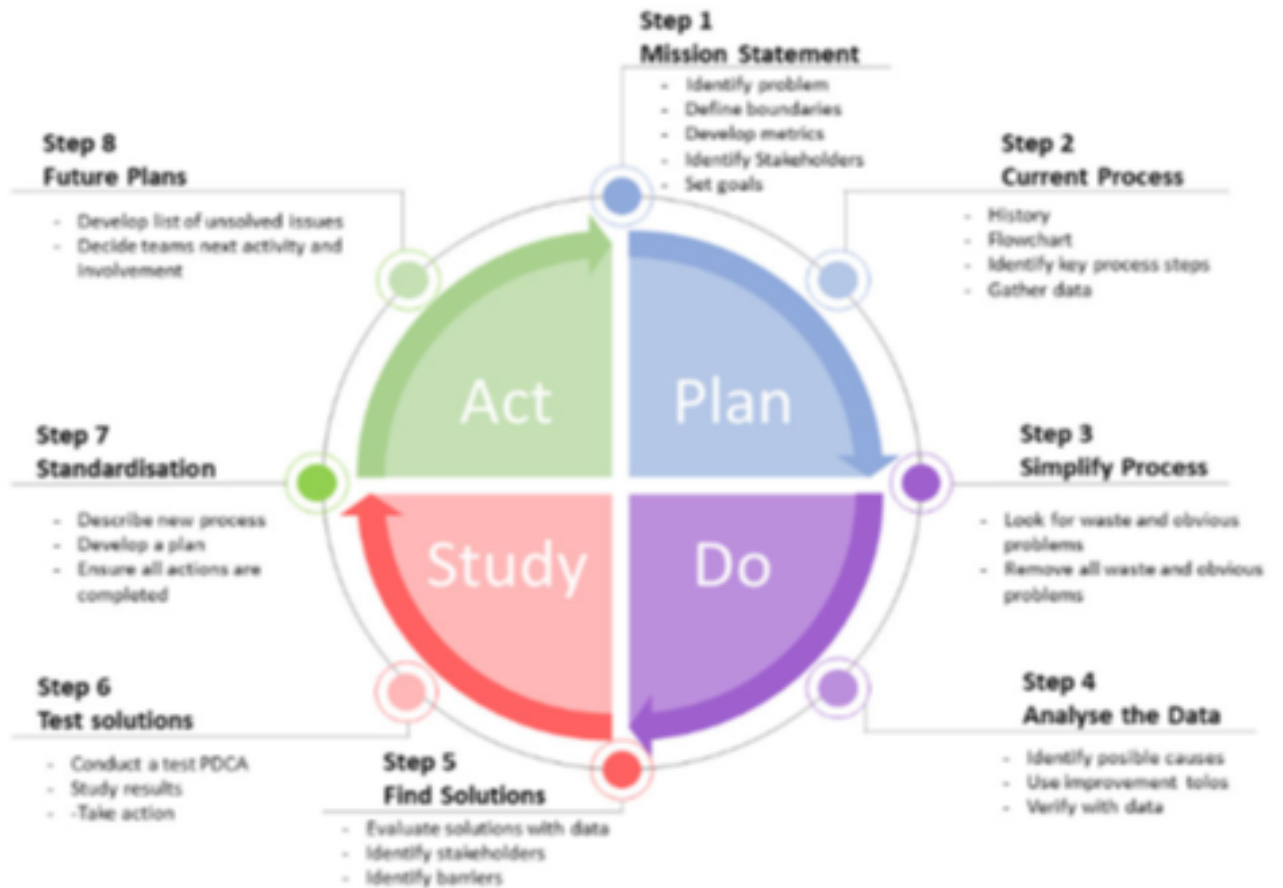 Step 1
Mission Statement
- Identify problem
- Define boundaries
- Develop metrics
- Identify Stakeholders
- Set goals
Step 2
Current Process
- History
- Flowchart
- Identify key process steps
- Gather data
Step 3
Simplify Process
- Look for waste and obvious
problems
- Remove all waste and obvious
problems
Step 4
Analyse the Data
- Identify posible causes
- Use improvement tolos
- Verify with data
Step 5
Find Solutions
- Evaluate solutions with data
- Identify stakeholders
- Identify barriers
Step 6
Test solutions
- Conduct a test PDCA
- Study results
- -Take action
Step 7
Standardisation
- Describe new process
- Develop a plan
- Ensure all actions are
completed
Step 8
Future Plans
- Develop list of unsolved issues
- Decide teams next activity and
involvement
Act
Plan
Study
Do